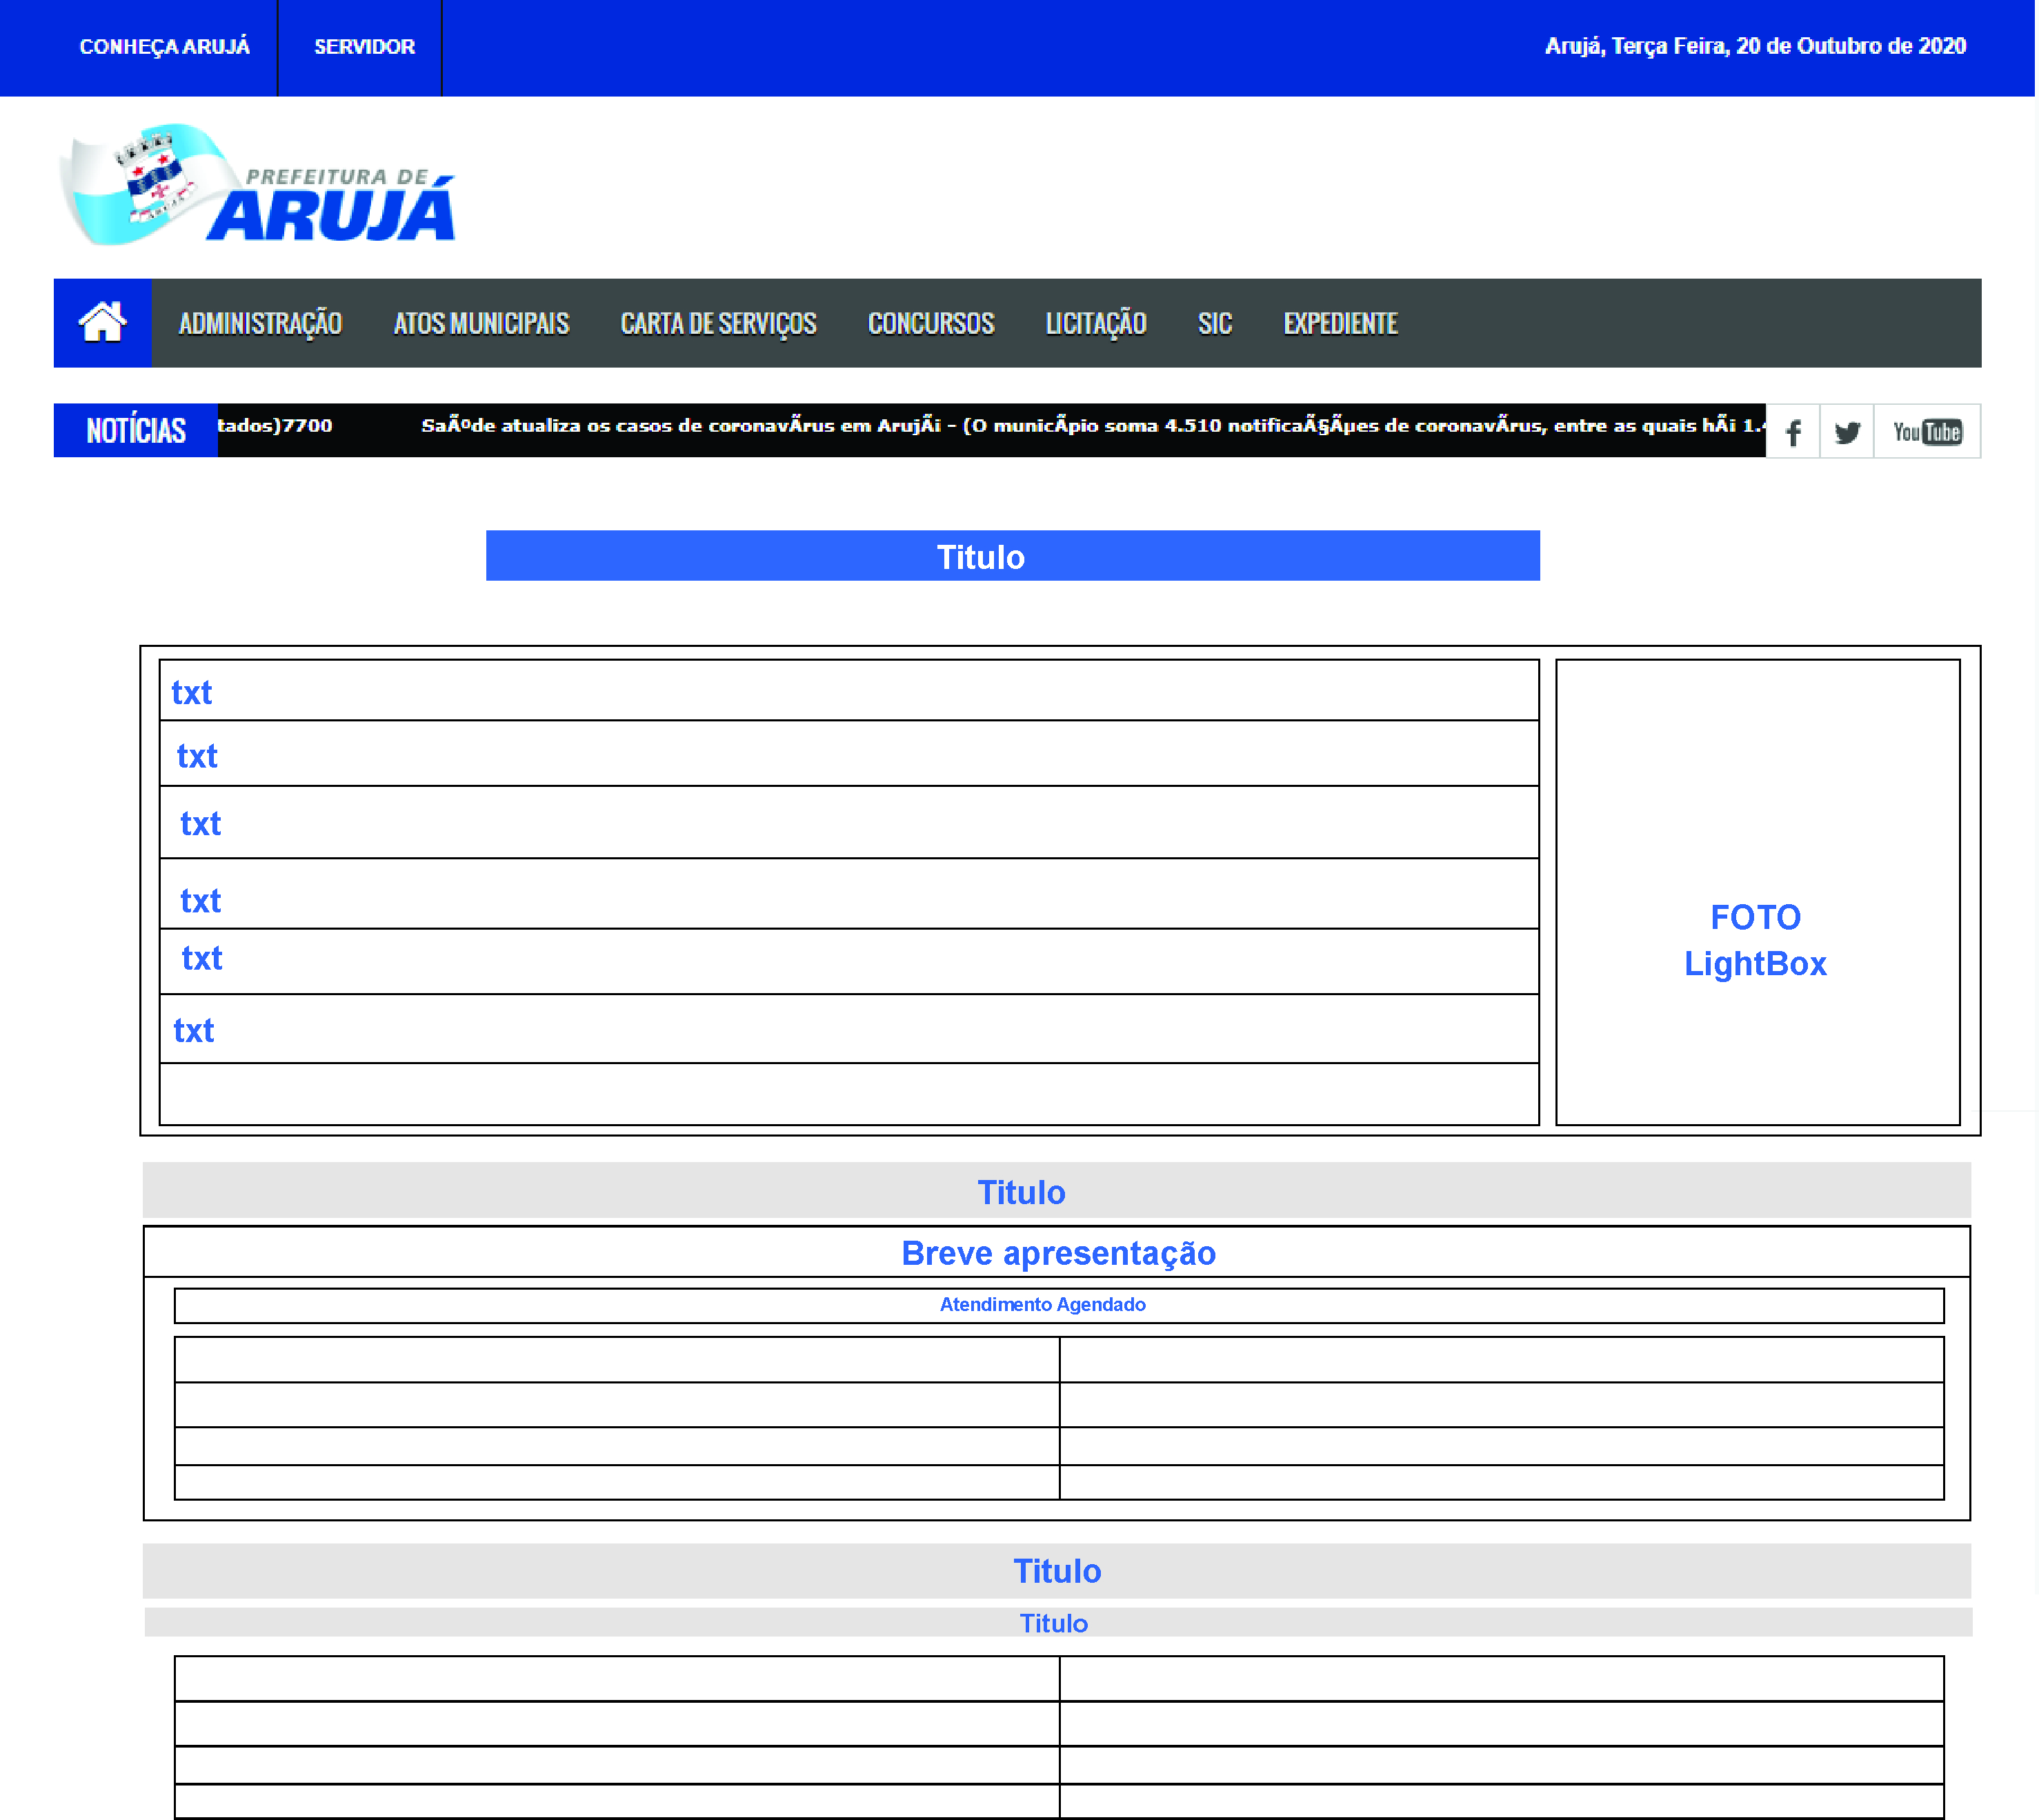 CONHEÇA ARUJÁ SERVIDOR Arujá, Terça Feira, 20 de Outubro de 2020
PREFEITURA DE
ARUJÁ
ADMINISTRAÇÃO ATOS MUNICIPAIS CARTA DE SERVIÇOS CONCURSOS LICITAÇÃO SIC EXPEDIENTE
NOTÍCIAS tados)7700 SaÃºde atualiza os casos de coronavÃrus em ArujÃi - (O municÃpio soma 4.510 notificaÃ§Ãµes de coronavÃrus, entre as quais hÃi 1.4 f You Tube
Titulo
txt
txt
txt
txt
txt
txt
FOTO
LightBox
Titulo
Breve apresentação
Atendimento Agendado
Titulo
Titulo